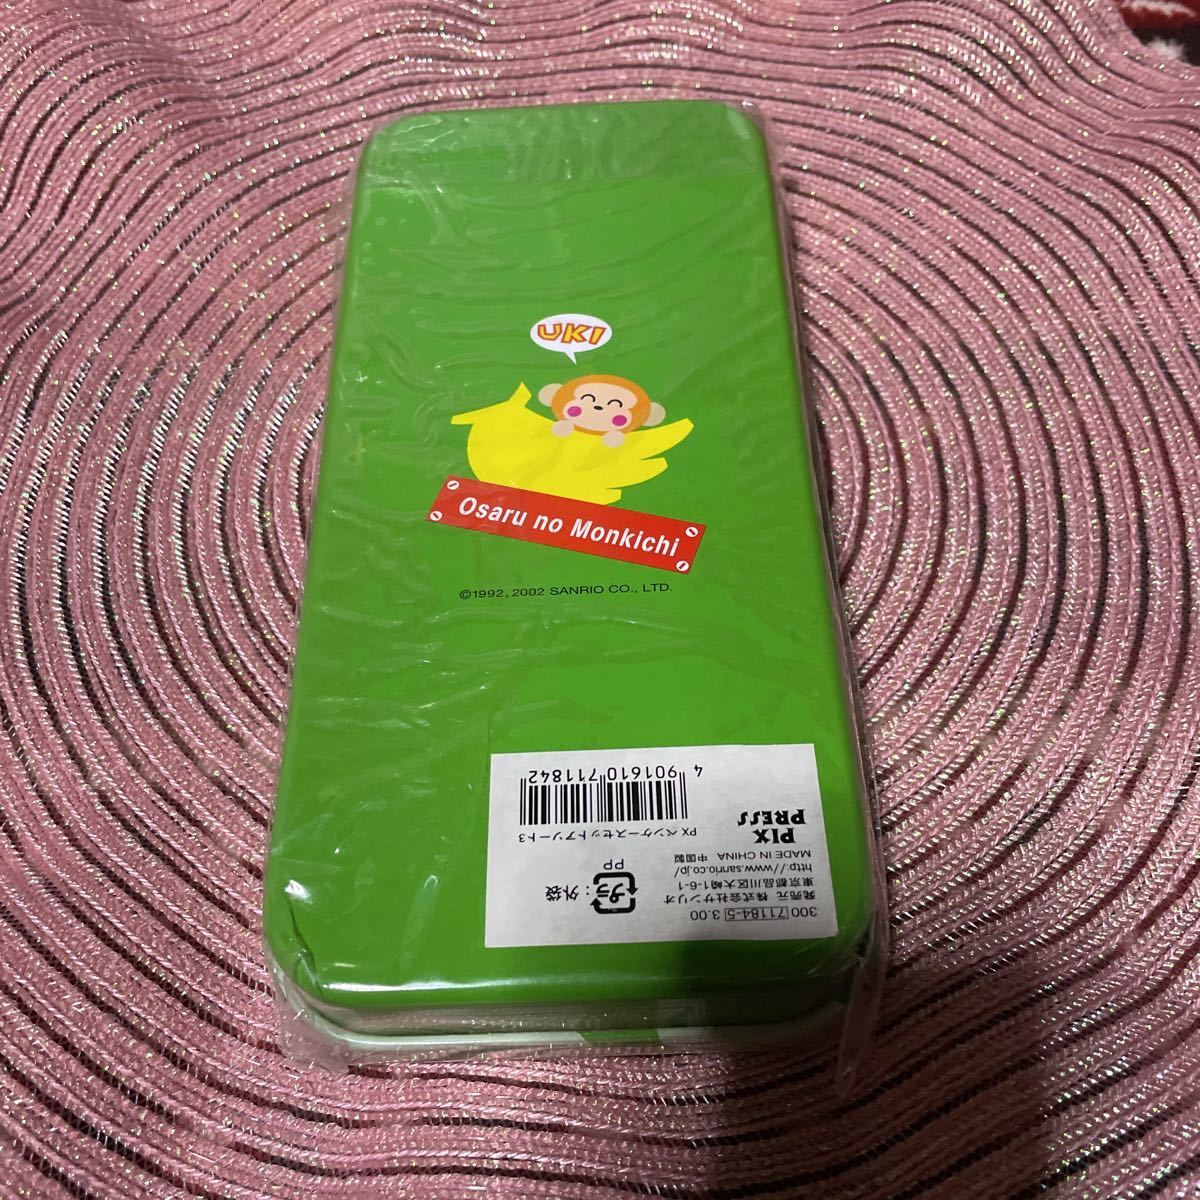 UKI
Osaru no Monkichi
©1992, 2002 SANRIO CO., LTD.
300 71184-5 3.00
発売元 株式会社サンリオ
東京都品川区大崎1-6-1
http://www.sanrio.co.jp/
MADE IN CHINA 中国製
PIX
PRESS
プラ
:外袋
PP
PX ペンケースセットアソート3
4 901610 711842